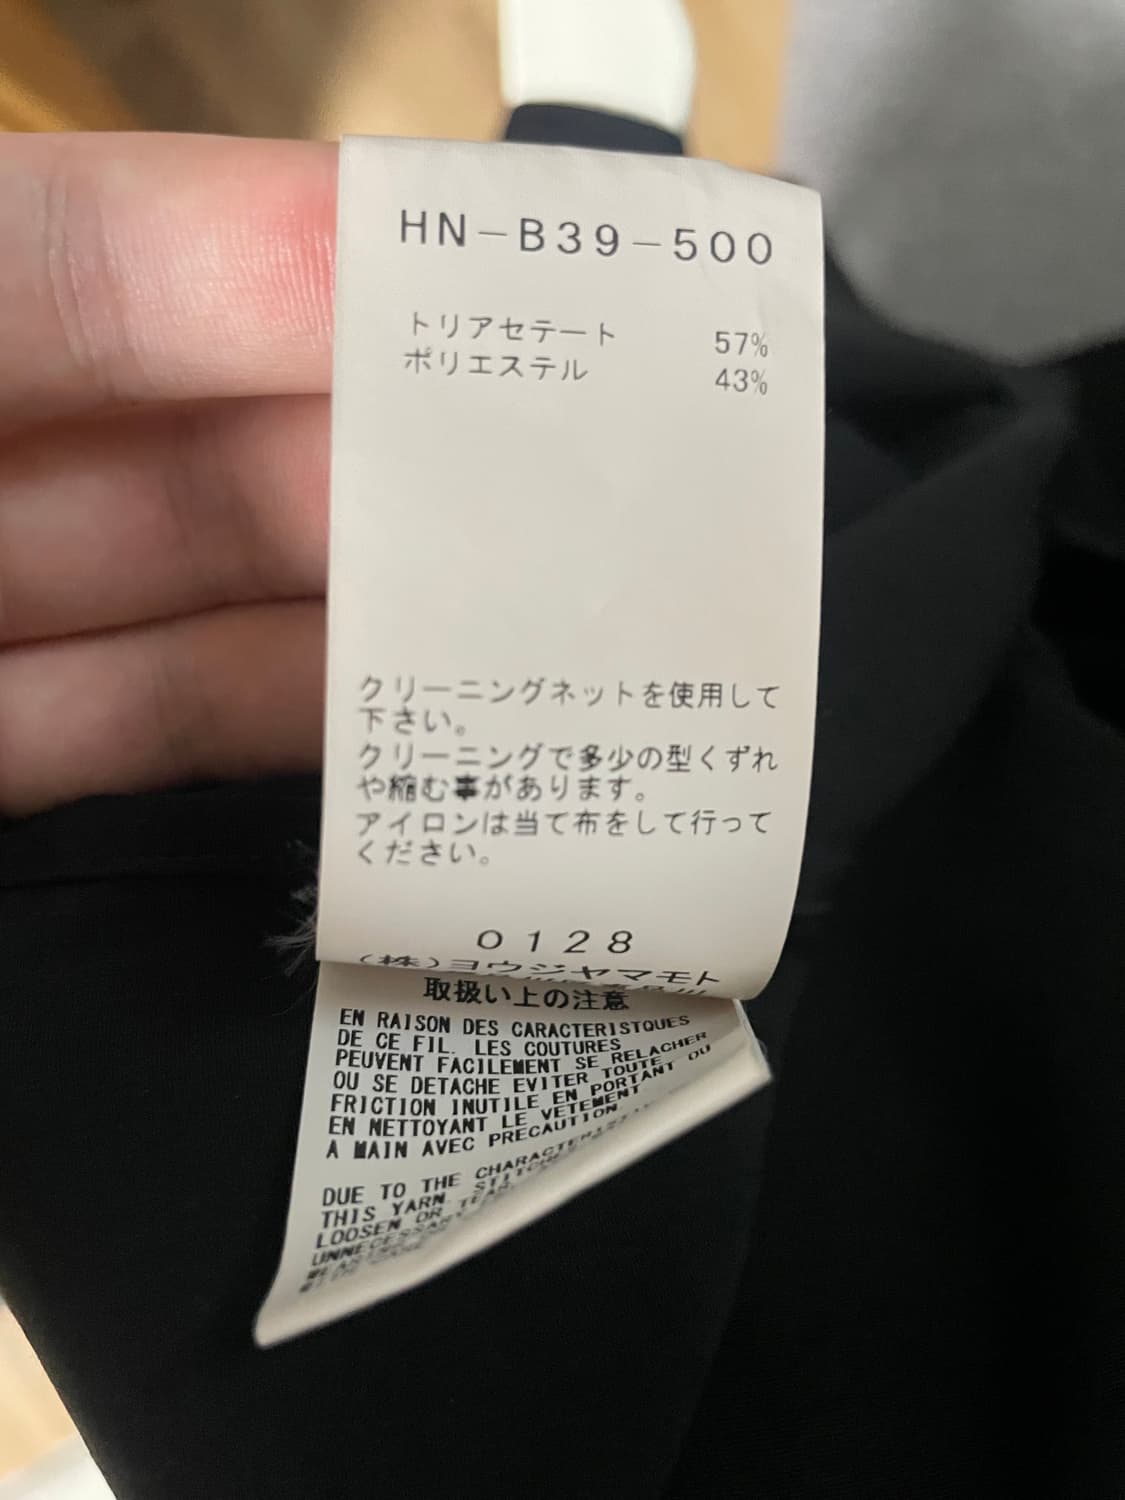 HN-B39-500
トリアセテート 57%
ポリエステル 43%
クリーニングネットを使用して
下さい。
クリーニングで多少の型くずれ
や縮む事があります。
アイロンは当て布をして行って
ください。
0128
(株)ヨウジヤマモト
取扱い上の注意
EN RAISON DES CARACTERISTQUES
DE CE FIL. LES COUTURES
PEUVENT FACILEMENT SE RELACHER
OU SE DETACHE EVITER TOUTE OU
FRICTION INUTILE EN PORTANT
EN NETTOYANT LE VETEMENT
A MAIN AVEC PRECAUTION.
DUE TO THE
THIS YARN. 
LOOSEN OR